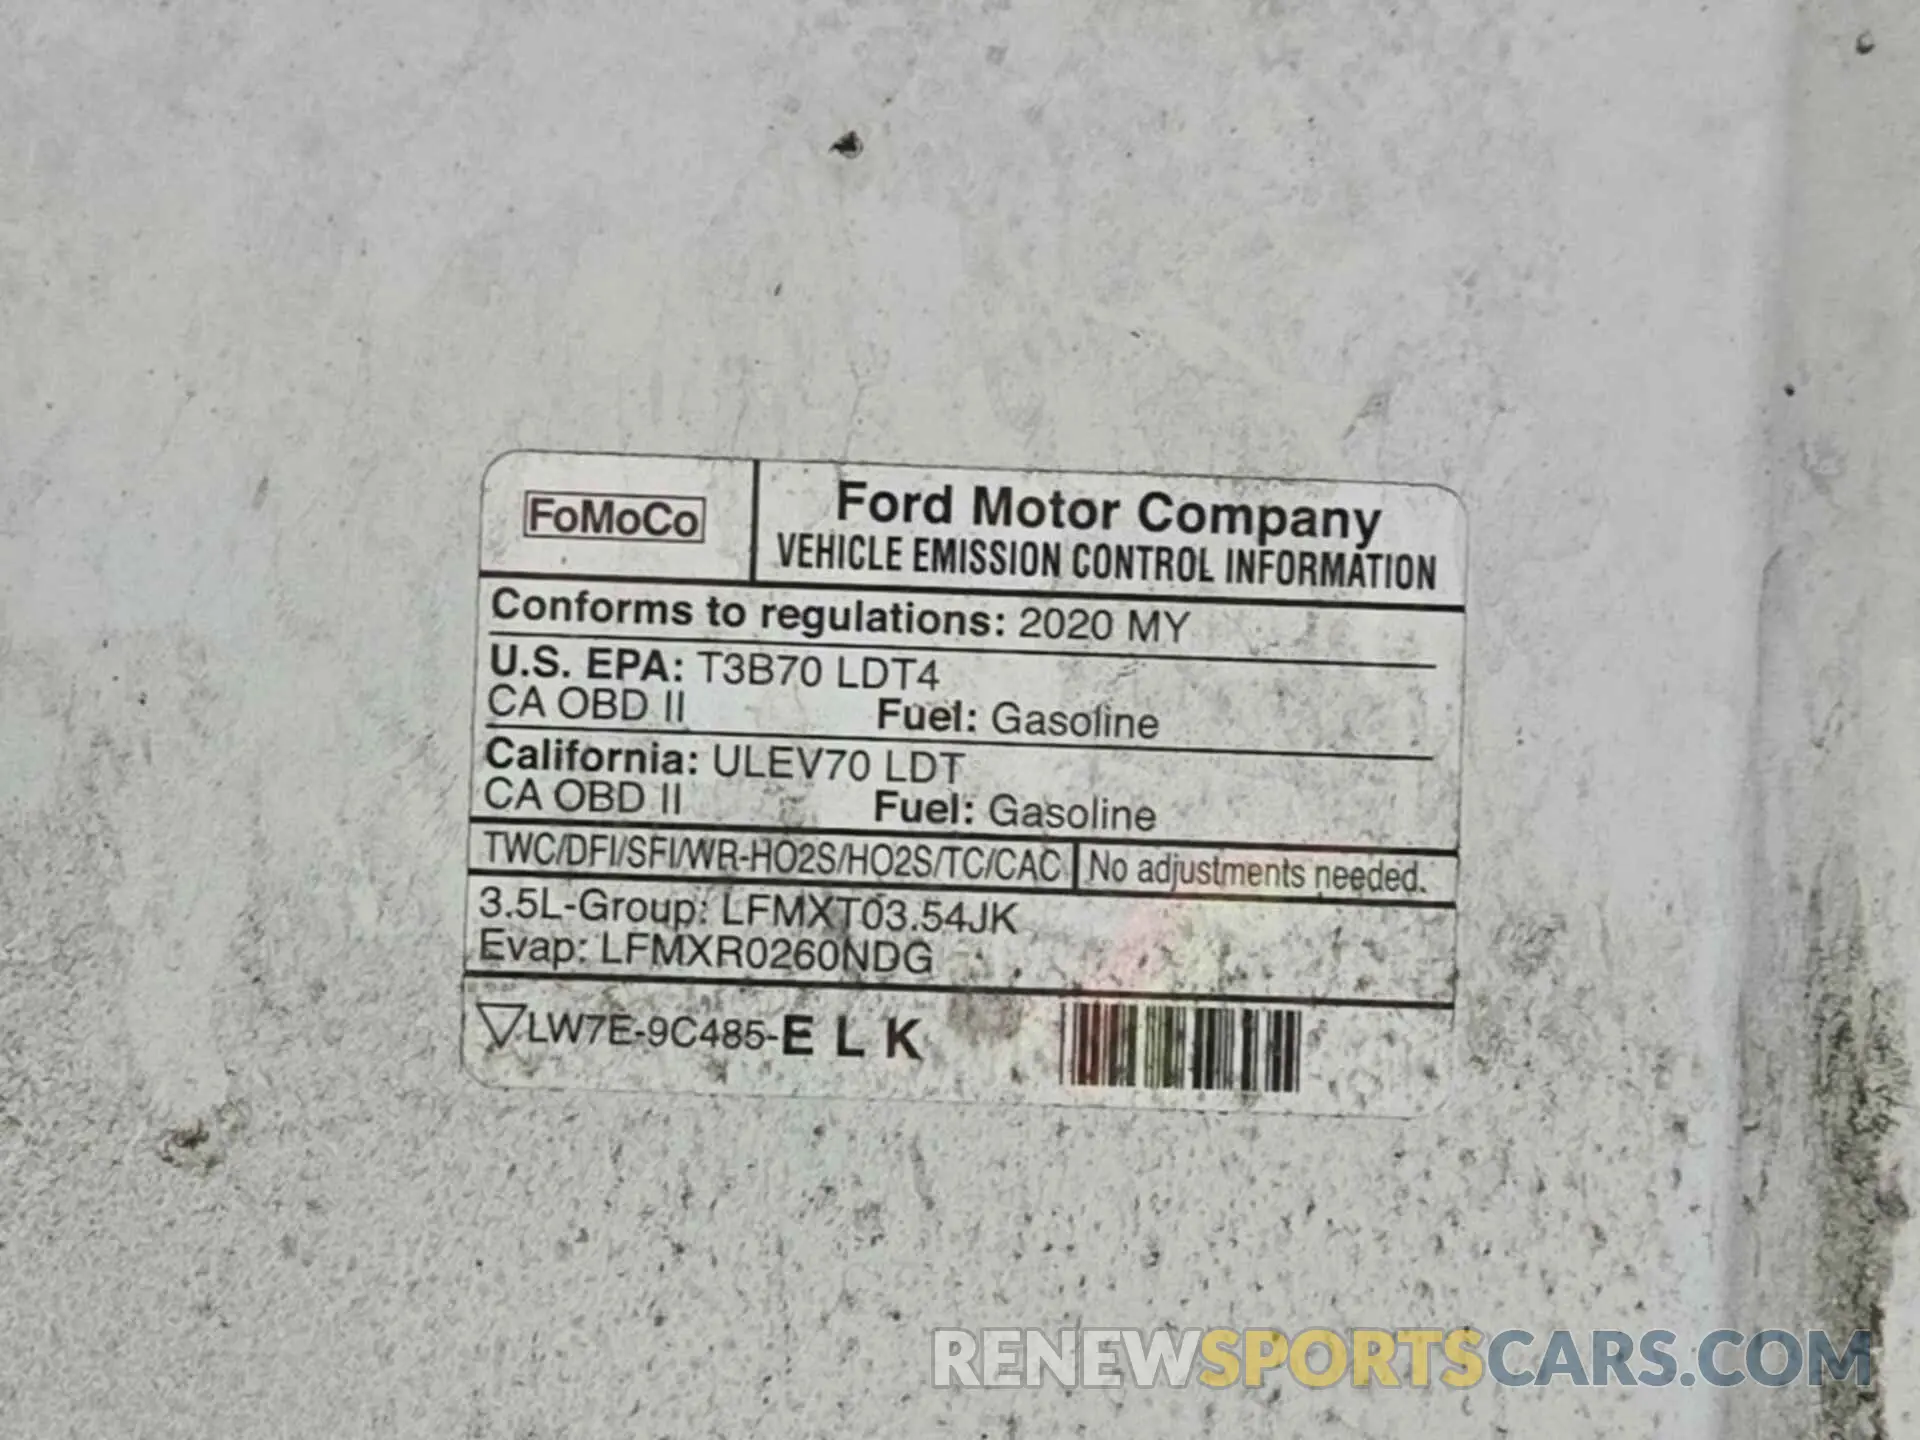 FoMoCo
Ford Motor Company
VEHICLE EMISSION CONTROL INFORMATION
Conforms to regulations: 2020 MY
U.S. EPA: T3B70 LDT4
CA OBD II Fuel: Gasoline
California: ULEV70 LDT
CA OBD II Fuel: Gasoline
TWC/DFI/SFI/WR-HO2S/HO2S/TC/CAC No adjustments needed.
3.5L-Group: LFMXT03.54JK
Evap: LFMXR0260NDG
LW7E-9C485-E L K
RENEWSPORTSCARS.COM